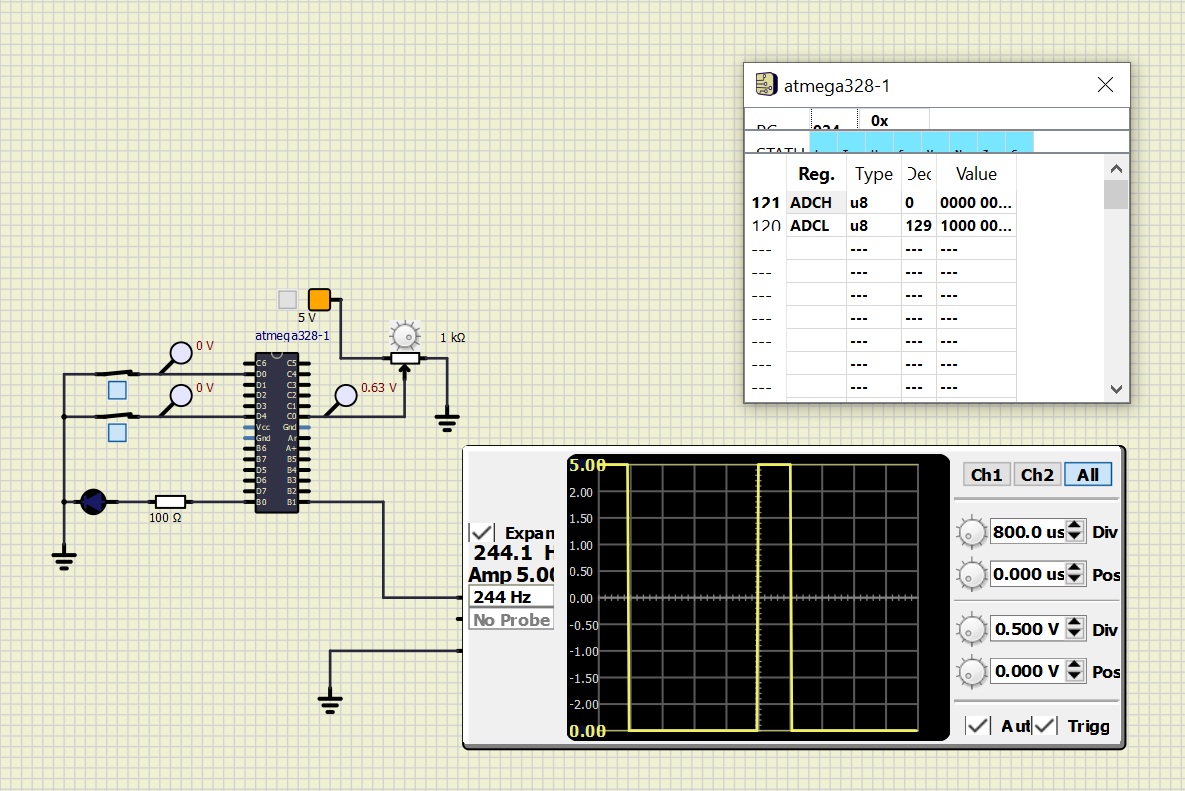 atmega328-1
0x
Reg. Type Dec Value
121 ADCH u8 0 0000 00...
120 ADCL u8 129 1000 00...
--- --- --- ---
--- --- --- ---
--- --- --- ---
--- --- --- ---
--- --- --- ---
--- --- --- ---
--- --- --- ---
5 V
atmega328-1
1 kΩ
0 V
0 V
0.63 V
C6 C5
D0 C4
D1 C3
D2 C2
D3 C1
D4 C0
Vcc Gnd
Gnd Ar
B6 A+
B7 B5
D5 B4
D6 B3
D7 B2
B0 B1
100 Ω
Expan
244.1 H
Amp 5.00
244 Hz
No Probe
5.00
2.00
1.50
1.00
0.50
0.00
-0.50
-1.00
-1.50
-2.00
0.00
Ch1 Ch2 All
800.0 us Div
0.000 us Pos
0.500 V Div
0.000 V Pos
Aut Trigg